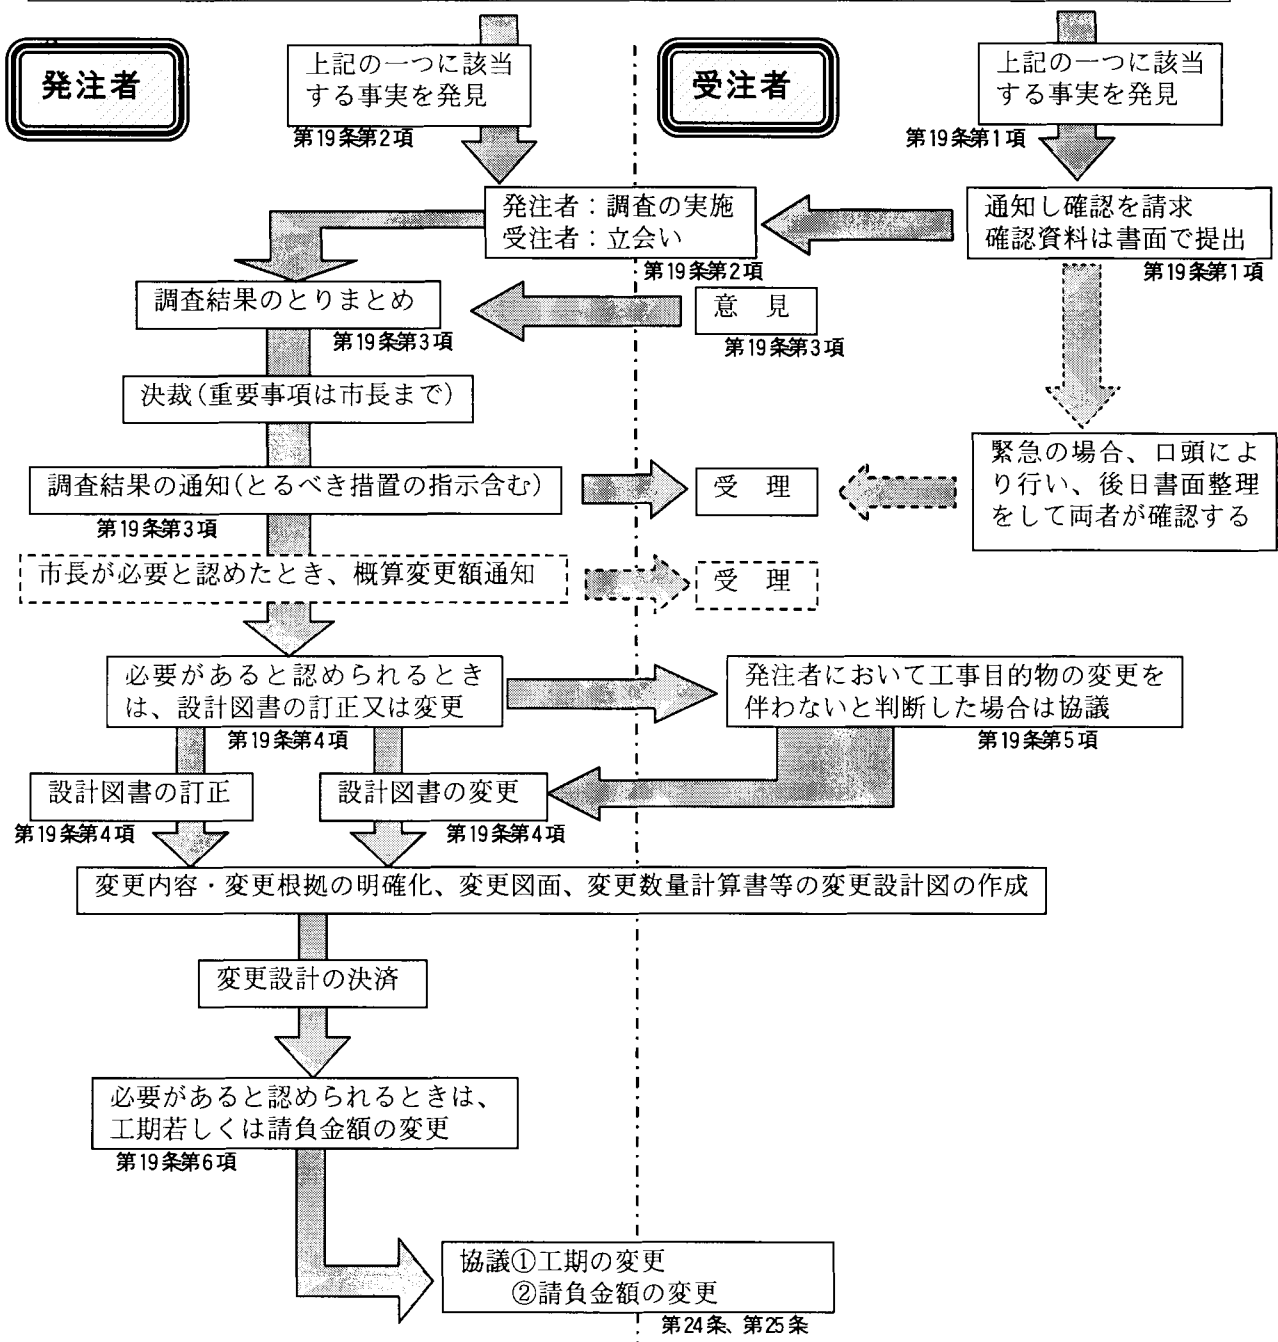 発注者
上記の一つに該当
する事実を発見
第19条第2項
受注者
上記の一つに該当
する事実を発見
第19条第1項
発注者：調査の実施
受注者：立会い
第19条第2項
通知し確認を請求
確認資料は書面で提出
第19条第1項
調査結果のとりまとめ
第19条第3項
意　見
第19条第3項
決裁（重要事項は市長まで）
緊急の場合、口頭によ
り行い、後日書面整理
をして両者が確認する
調査結果の通知（とるべき措置の指示含む）
第19条第3項
受　理
市長が必要と認めたとき、概算変更額通知
受　理
必要があると認められるとき
は、設計図書の訂正又は変更
第19条第4項
発注者において工事目的物の変更を
伴わないと判断した場合は協議
第19条第5項
設計図書の訂正
第19条第4項
設計図書の変更
第19条第4項
変更内容・変更根拠の明確化、変更図面、変更数量計算書等の変更設計図の作成
変更設計の決済
必要があると認められるときは、
工期若しくは請負金額の変更
第19条第6項
協議①工期の変更
②請負金額の変更
第24条、第25条